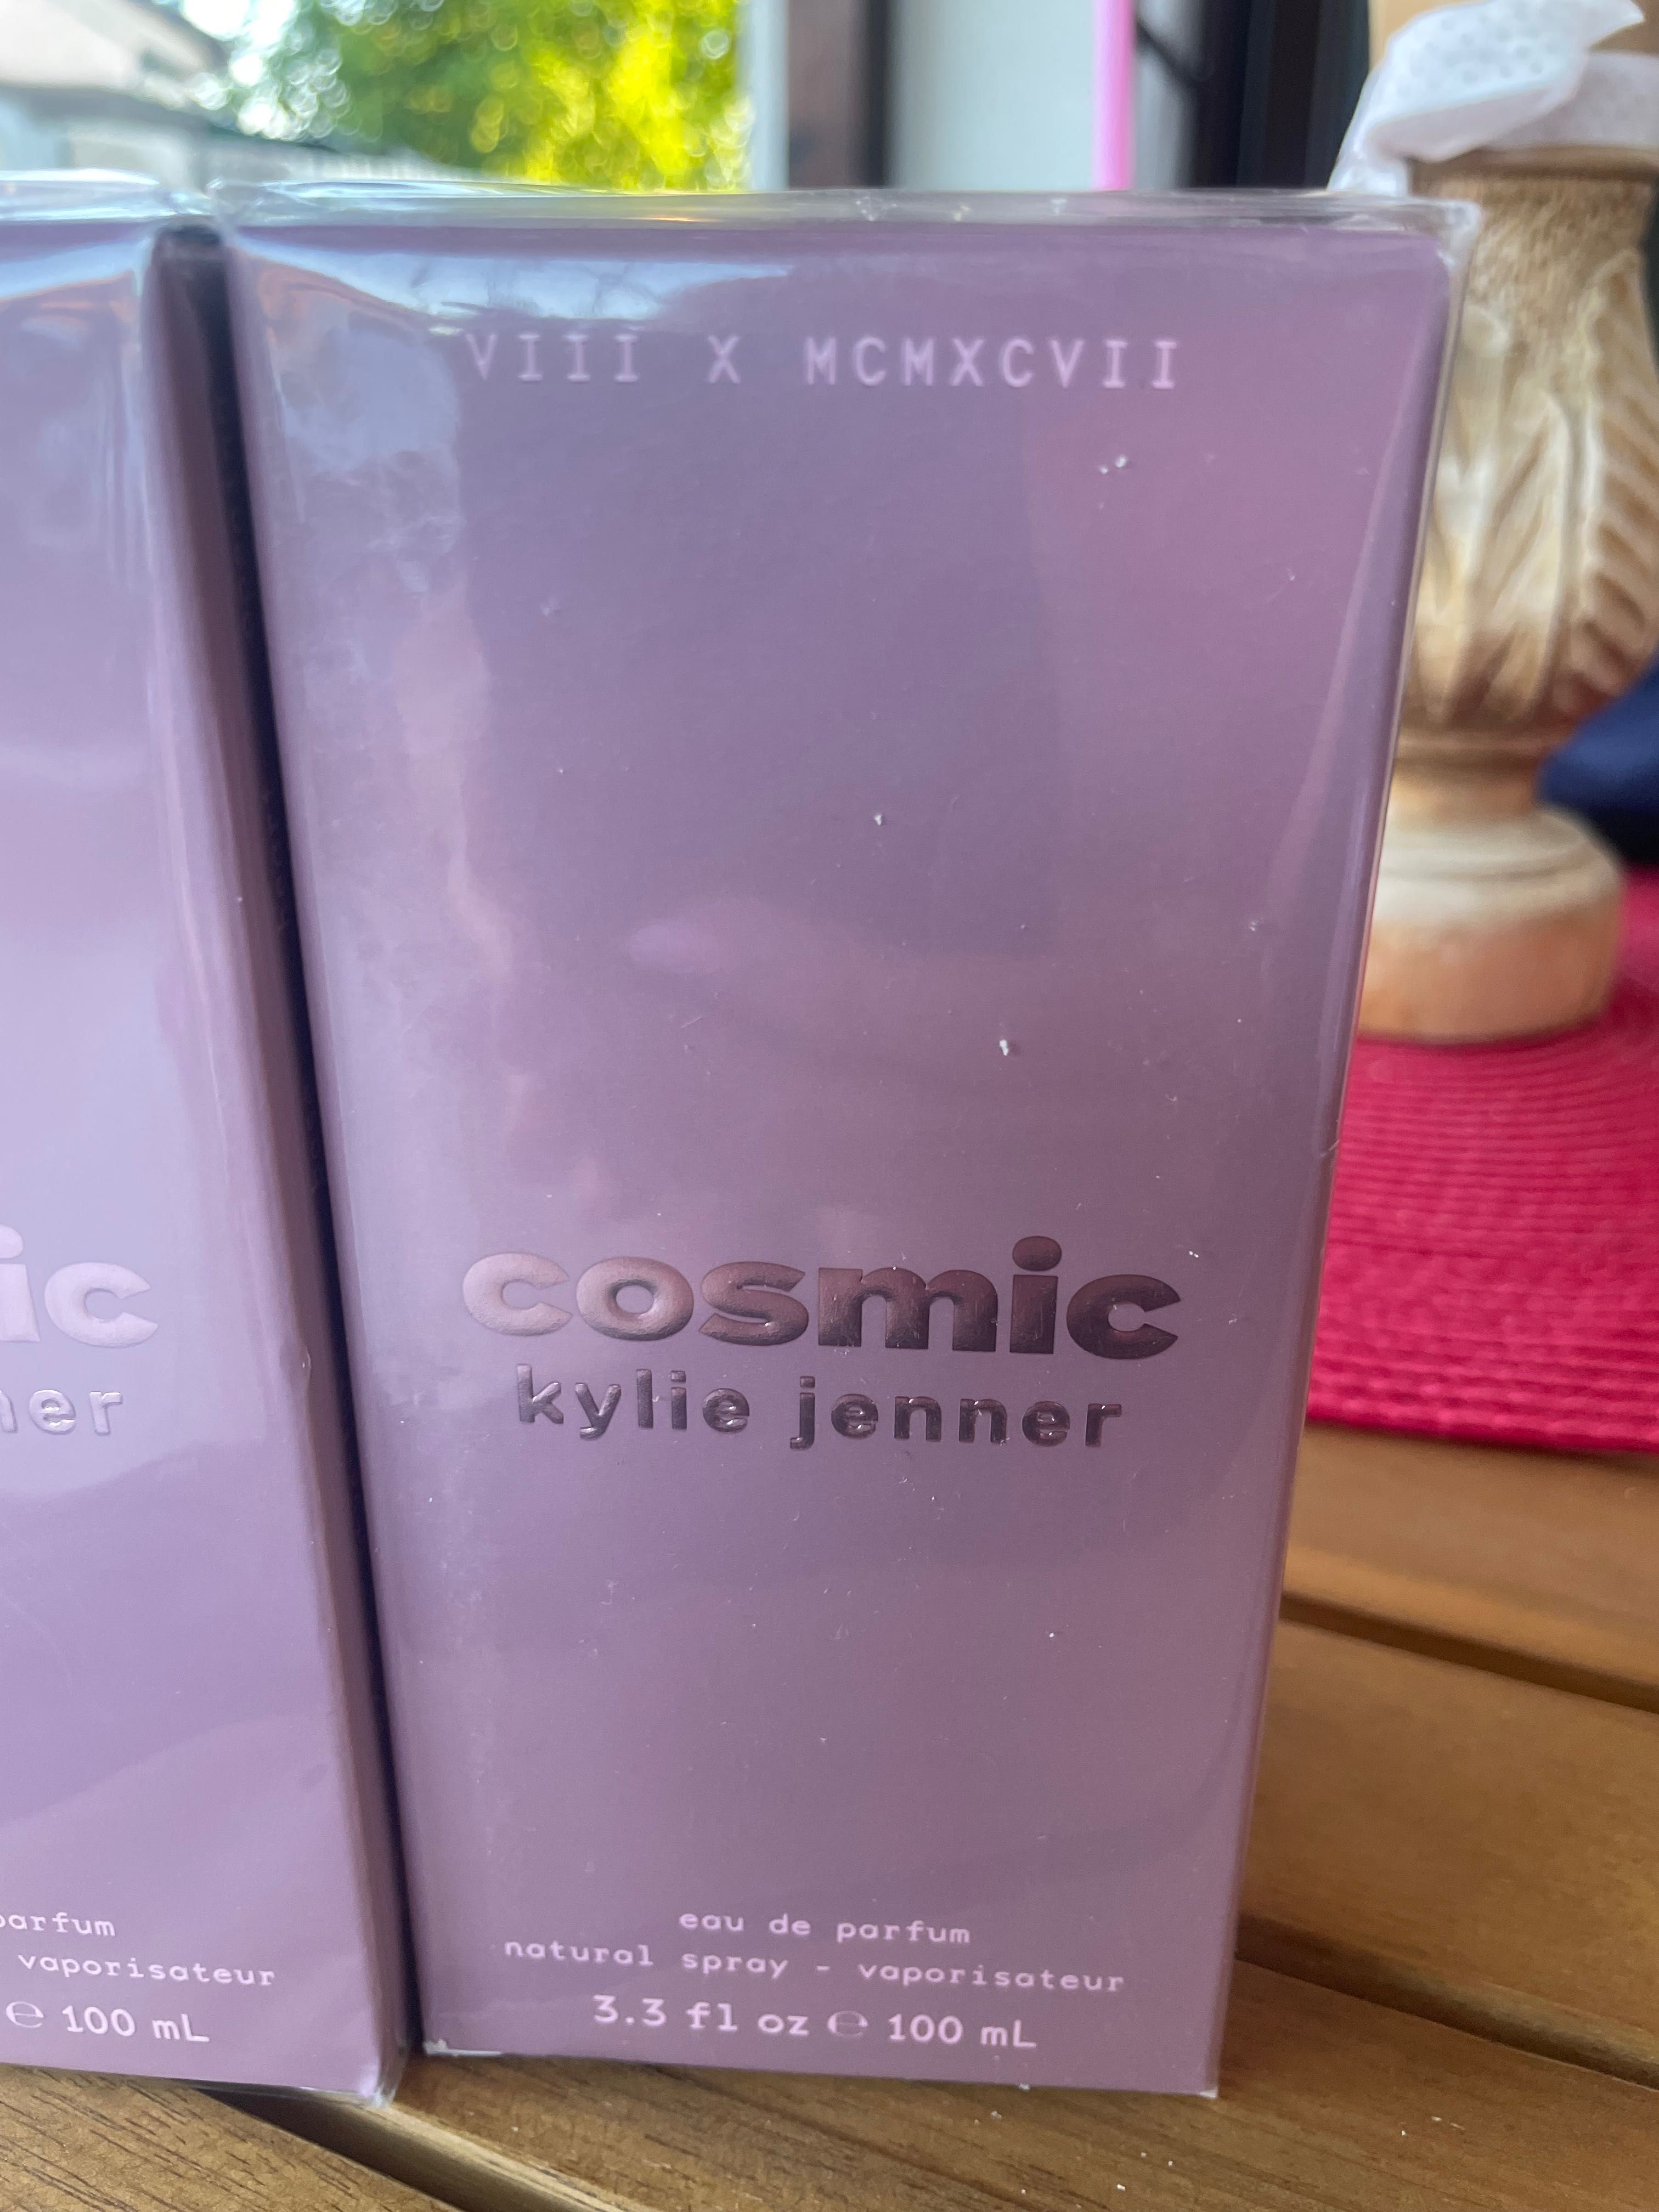 VIII X MCMXCVII
cosmic
kylie jenner
eau de parfum
natural spray - vaporisateur
3.3 fl oz ℮ 100 mL
ic
ner
parfum
vaporisateur
℮ 100 mL